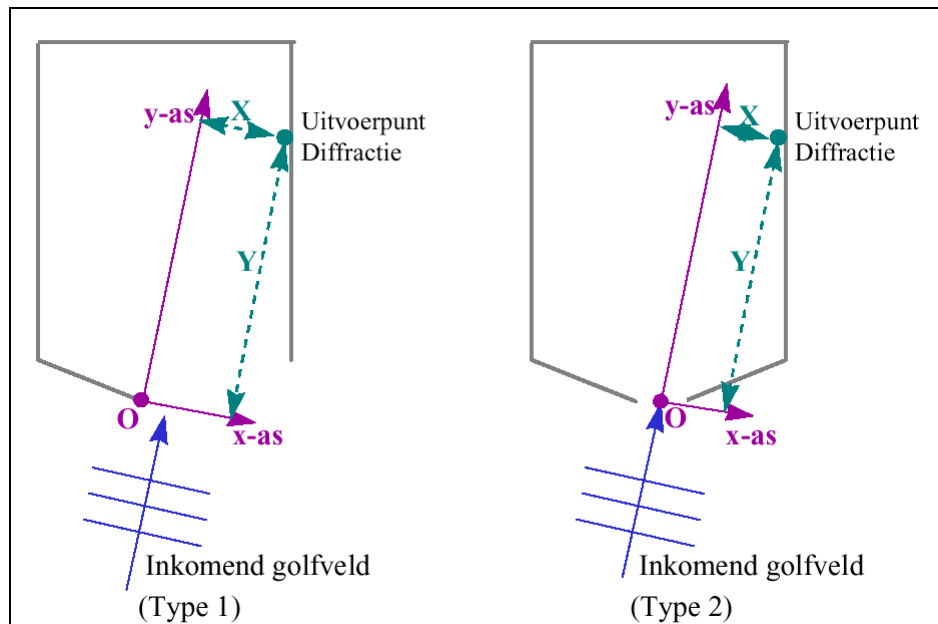 y-as
X
Uitvoerpunt
Diffractie
Y
O
x-as
Inkomend golfveld
(Type 1)
y-as
X
Uitvoerpunt
Diffractie
Y
O
x-as
Inkomend golfveld
(Type 2)